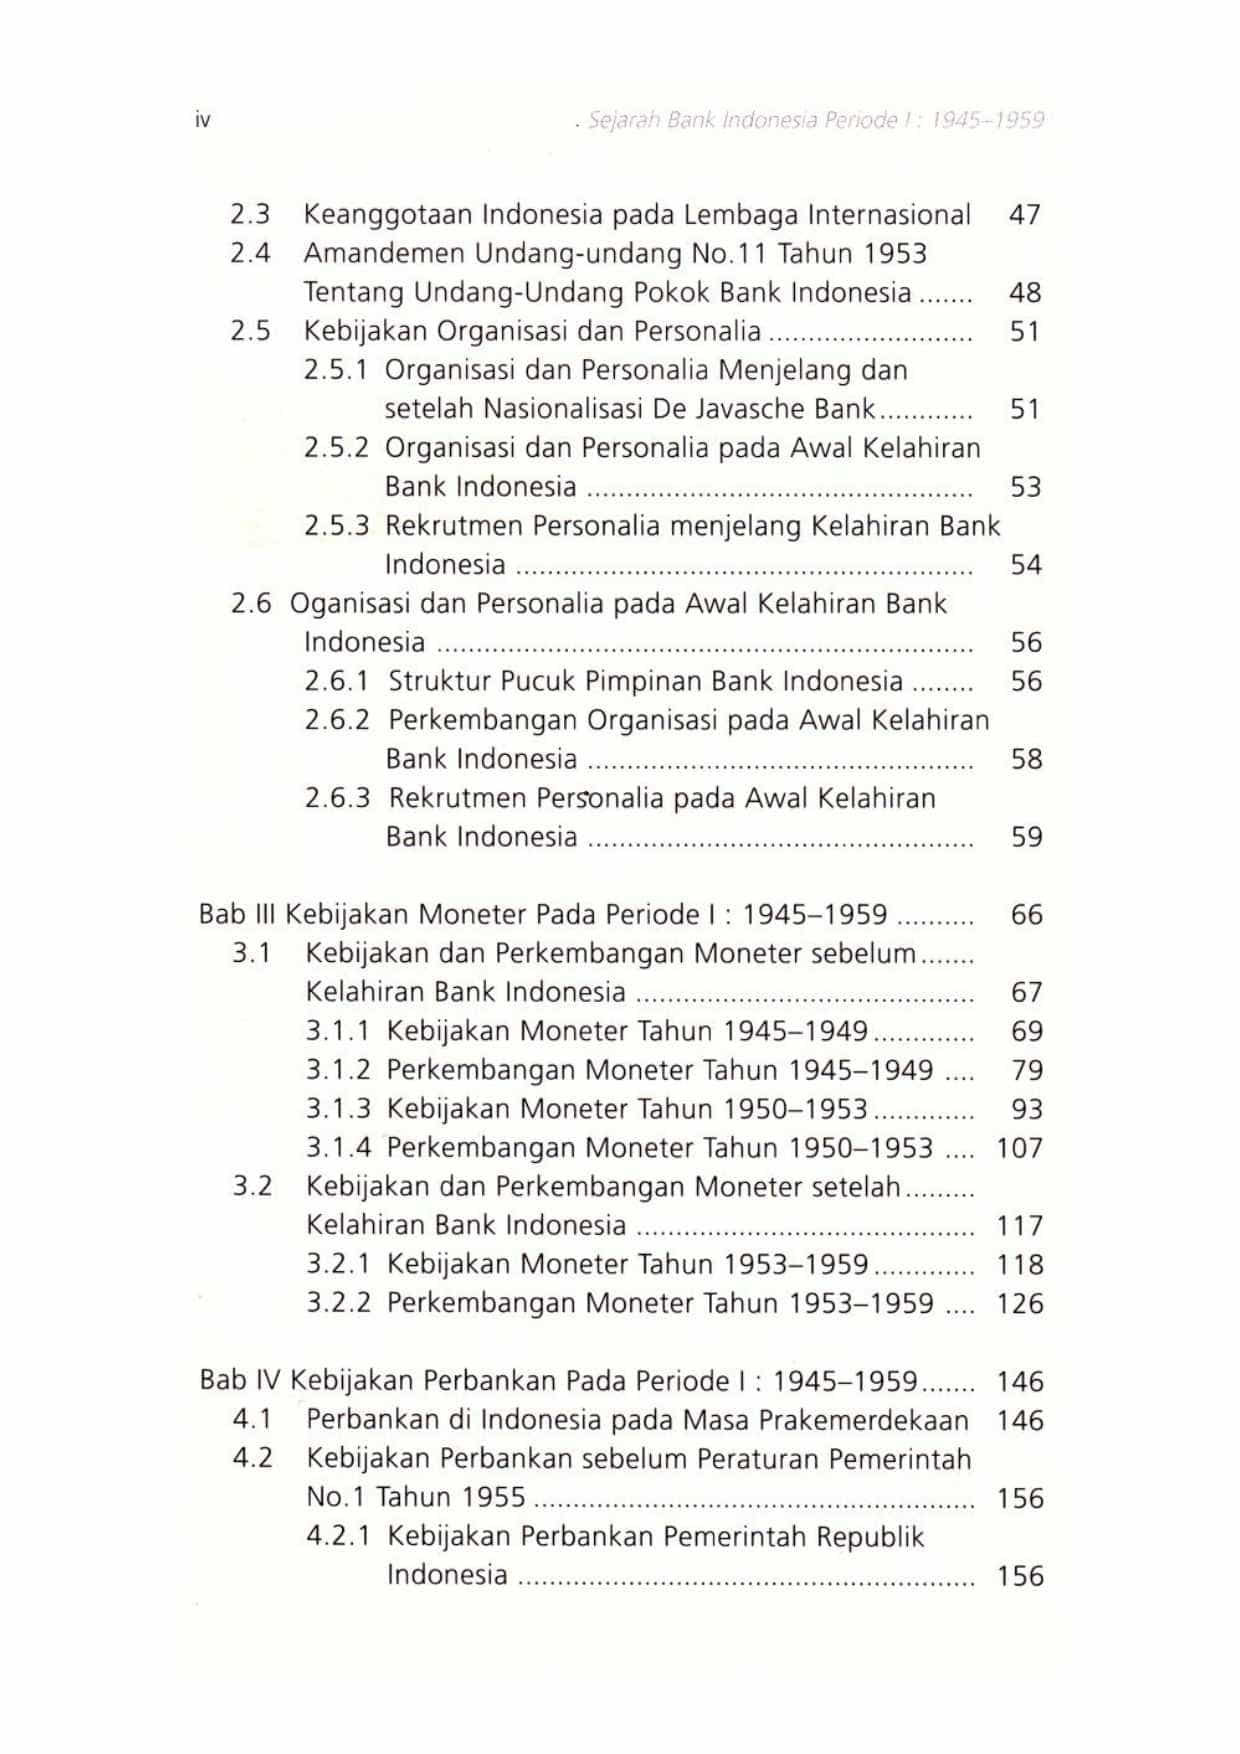 iv
. Sejarah Bank Indonesia Periode I : 1945–1959
2.3 Keanggotaan Indonesia pada Lembaga Internasional 47
2.4 Amandemen Undang-undang No.11 Tahun 1953
Tentang Undang-Undang Pokok Bank Indonesia ....... 48
2.5 Kebijakan Organisasi dan Personalia .......................... 51
2.5.1 Organisasi dan Personalia Menjelang dan
setelah Nasionalisasi De Javasche Bank............ 51
2.5.2 Organisasi dan Personalia pada Awal Kelahiran
Bank Indonesia ................................................. 53
2.5.3 Rekrutmen Personalia menjelang Kelahiran Bank
Indonesia .......................................................... 54
2.6 Oganisasi dan Personalia pada Awal Kelahiran Bank
Indonesia .................................................................... 56
2.6.1 Struktur Pucuk Pimpinan Bank Indonesia ........ 56
2.6.2 Perkembangan Organisasi pada Awal Kelahiran
Bank Indonesia ................................................. 58
2.6.3 Rekrutmen Personalia pada Awal Kelahiran
Bank Indonesia ................................................. 59
Bab III Kebijakan Moneter Pada Periode I : 1945–1959 .......... 66
3.1 Kebijakan dan Perkembangan Moneter sebelum.......
Kelahiran Bank Indonesia ........................................... 67
3.1.1 Kebijakan Moneter Tahun 1945–1949............. 69
3.1.2 Perkembangan Moneter Tahun 1945–1949 .... 79
3.1.3 Kebijakan Moneter Tahun 1950–1953............. 93
3.1.4 Perkembangan Moneter Tahun 1950–1953 .... 107
3.2 Kebijakan dan Perkembangan Moneter setelah.........
Kelahiran Bank Indonesia ........................................... 117
3.2.1 Kebijakan Moneter Tahun 1953–1959............. 118
3.2.2 Perkembangan Moneter Tahun 1953–1959 .... 126
Bab IV Kebijakan Perbankan Pada Periode I : 1945–1959....... 146
4.1 Perbankan di Indonesia pada Masa Prakemerdekaan 146
4.2 Kebijakan Perbankan sebelum Peraturan Pemerintah
No.1 Tahun 1955 ........................................................ 156
4.2.1 Kebijakan Perbankan Pemerintah Republik
Indonesia .......................................................... 156